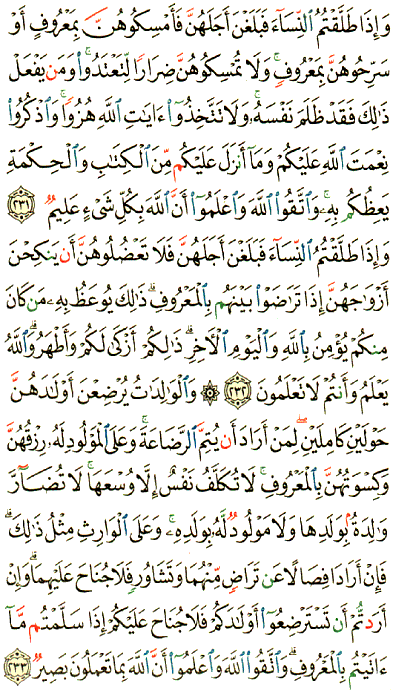 وَإِذَا طَلَّقْتُمُ ٱلنِّسَآءَ فَبَلَغْنَ أَجَلَهُنَّ فَأَمْسِكُوهُنَّ بِمَعْرُوفٍ أَوْ
سَرِّحُوهُنَّ بِمَعْرُوفٍۚ وَلَا تُمْسِكُوهُنَّ ضِرَارًا لِّتَعْتَدُوا۟ۚ وَمَن يَفْعَلْ
ذَٰلِكَ فَقَدْ ظَلَمَ نَفْسَهُۥۚ وَلَا تَتَّخِذُوٓا۟ ءَايَٰتِ ٱللَّهِ هُزُوًاۚ وَٱذْكُرُوا۟
نِعْمَتَ ٱللَّهِ عَلَيْكُمْ وَمَآ أَنزَلَ عَلَيْكُم مِّنَ ٱلْكِتَٰبِ وَٱلْحِكْمَةِ
يَعِظُكُم بِهِۦۚ وَٱتَّقُوا۟ ٱللَّهَ وَٱعْلَمُوٓا۟ أَنَّ ٱللَّهَ بِكُلِّ شَىْءٍ عَلِيمٌ ٢٣١
وَإِذَا طَلَّقْتُمُ ٱلنِّسَآءَ فَبَلَغْنَ أَجَلَهُنَّ فَلَا تَعْضُلُوهُنَّ أَن يَنكِحْنَ
أَزْوَٰجَهُنَّ إِذَا تَرَٰضَوْا۟ بَيْنَهُم بِٱلْمَعْرُوفِۗ ذَٰلِكَ يُوعَظُ بِهِۦ مَن كَانَ
مِنكُمْ يُؤْمِنُ بِٱللَّهِ وَٱلْيَوْمِ ٱلْءَاخِرِۗ ذَٰلِكُمْ أَزْكَىٰ لَكُمْ وَأَطْهَرُۗ وَٱللَّهُ
يَعْلَمُ وَأَنتُمْ لَا تَعْلَمُونَ ٢٣٢ ۞ وَٱلْوَٰلِدَٰتُ يُرْضِعْنَ أَوْلَٰدَهُنَّ
حَوْلَيْنِ كَامِلَيْنِۖ لِمَنْ أَرَادَ أَن يُتِمَّ ٱلرَّضَاعَةَۚ وَعَلَى ٱلْمَوْلُودِ لَهُۥ رِزْقُهُنَّ
وَكِسْوَتُهُنَّ بِٱلْمَعْرُوفِۚ لَا تُكَلَّفُ نَفْسٌ إِلَّا وُسْعَهَاۚ لَا تُضَآرَّ
وَٰلِدَةٌۢ بِوَلَدِهَا وَلَا مَوْلُودٌ لَّهُۥ بِوَلَدِهِۦۚ وَعَلَى ٱلْوَارِثِ مِثْلُ ذَٰلِكَۗ
فَإِنْ أَرَادَا فِصَالًا عَن تَرَاضٍ مِّنْهُمَا وَتَشَاوُرٍ فَلَا جُنَاحَ عَلَيْهِمَاۗ وَإِنْ
أَرَدتُّمْ أَن تَسْتَرْضِعُوٓا۟ أَوْلَٰدَكُمْ فَلَا جُنَاحَ عَلَيْكُمْ إِذَا سَلَّمْتُم مَّآ
ءَاتَيْتُم بِٱلْمَعْرُوفِۗ وَٱتَّقُوا۟ ٱللَّهَ وَٱعْلَمُوٓا۟ أَنَّ ٱللَّهَ بِمَا تَعْمَلُونَ بَصِيرٌ ٢٣٣